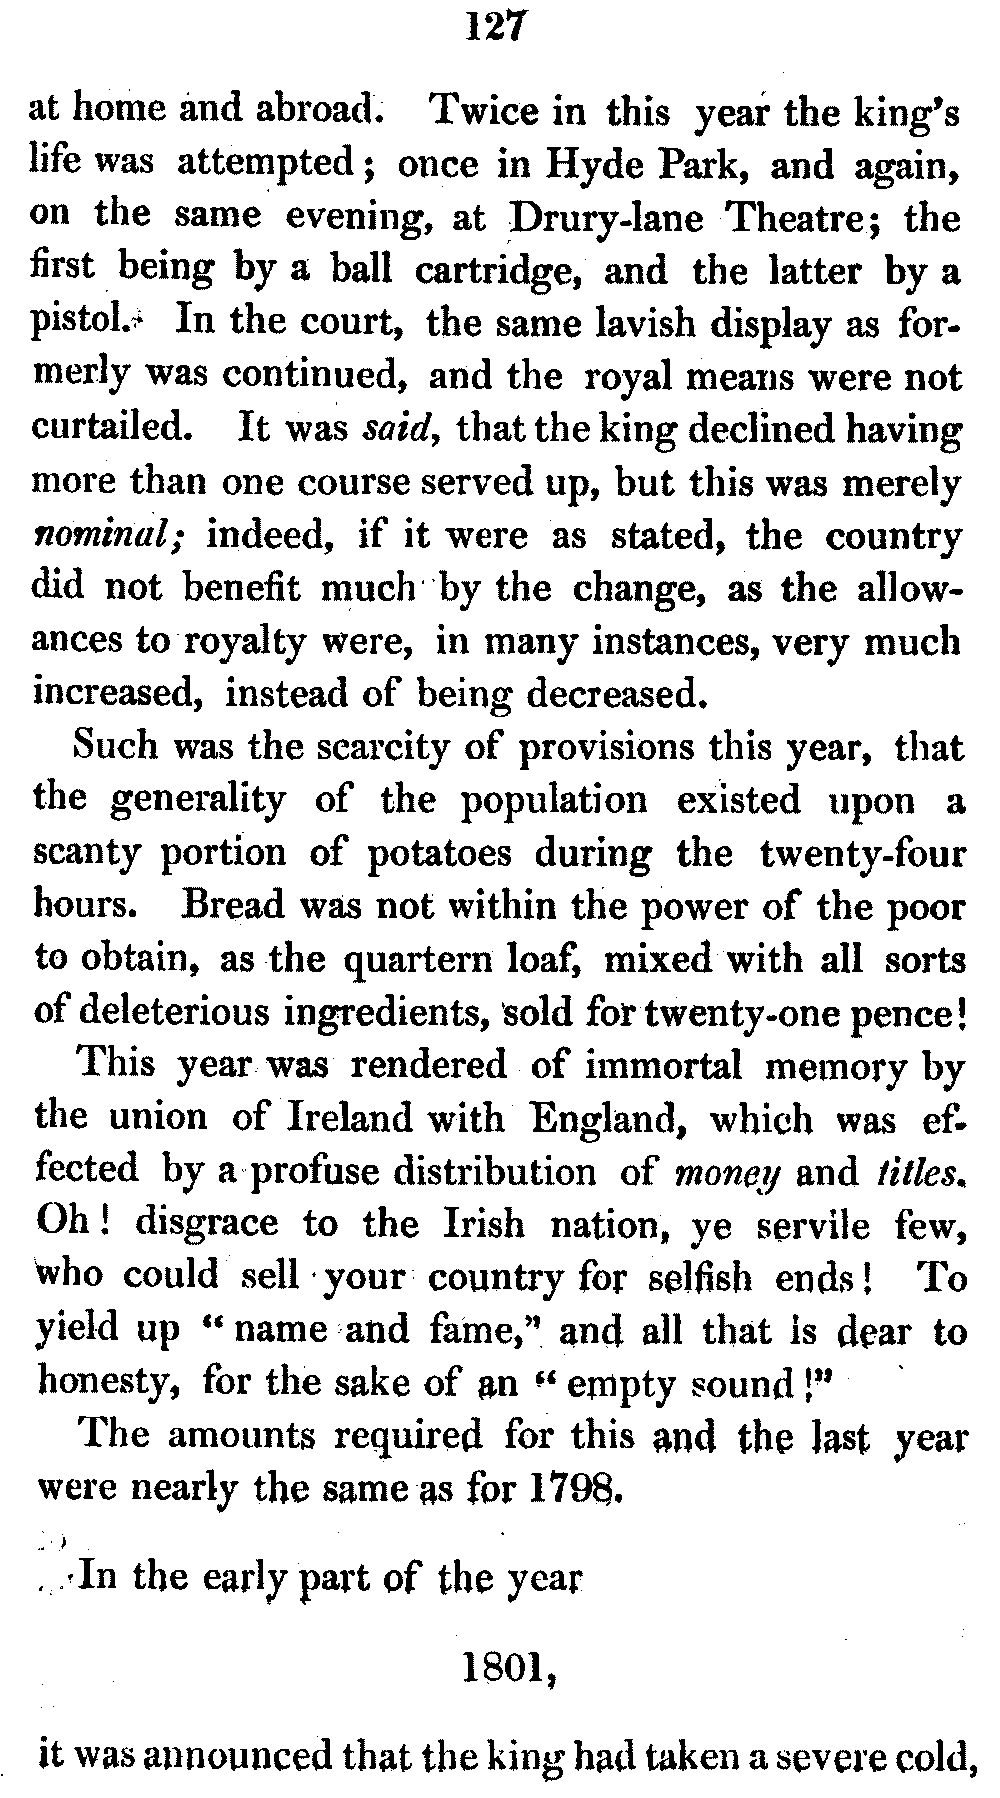 127
at home and abroad. Twice in this year the king's
life was attempted; once in Hyde Park, and again,
on the same evening, at Drury-lane Theatre; the
first being by a ball cartridge, and the latter by a
pistol. In the court, the same lavish display as for-
merly was continued, and the royal means were not
curtailed. It was said, that the king declined having
more than one course served up, but this was merely
nominal; indeed, if it were as stated, the country
did not benefit much by the change, as the allow-
ances to royalty were, in many instances, very much
increased, instead of being decreased.
Such was the scarcity of provisions this year, that
the generality of the population existed upon a
scanty portion of potatoes during the twenty-four
hours. Bread was not within the power of the poor
to obtain, as the quartern loaf, mixed with all sorts
of deleterious ingredients, sold for twenty-one pence!
This year was rendered of immortal memory by
the union of Ireland with England, which was ef-
fected by a profuse distribution of money and titles.
Oh! disgrace to the Irish nation, ye servile few,
who could sell your country for selfish ends! To
yield up "name and fame," and all that is dear to
honesty, for the sake of an "empty sound!"
The amounts required for this and the last year
were nearly the same as for 1798.
In the early part of the year
1801,
it was announced that the king had taken a severe cold,